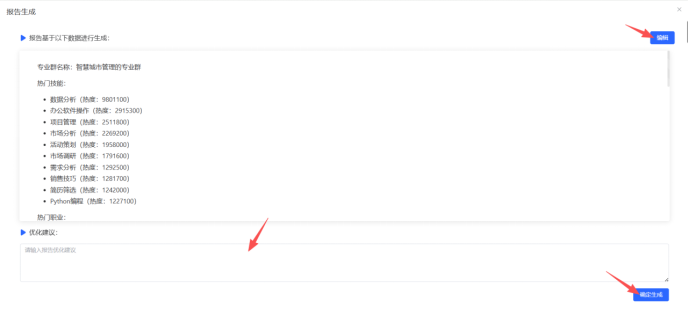 报告生成
×
报告基于以下数据进行生成：
编辑
专业群名称：智慧城市管理的专业群
热门技能：
• 数据分析（热度：9801100）
• 办公软件操作（热度：2915300）
• 项目管理（热度：2511800）
• 市场分析（热度：2269200）
• 活动策划（热度：1958000）
• 市场调研（热度：1791600）
• 需求分析（热度：1292500）
• 销售技巧（热度：1281700）
• 简历筛选（热度：1242000）
• Python编程（热度：1227100）
热门职业：
优化建议：
请输入报告优化建议
确定生成